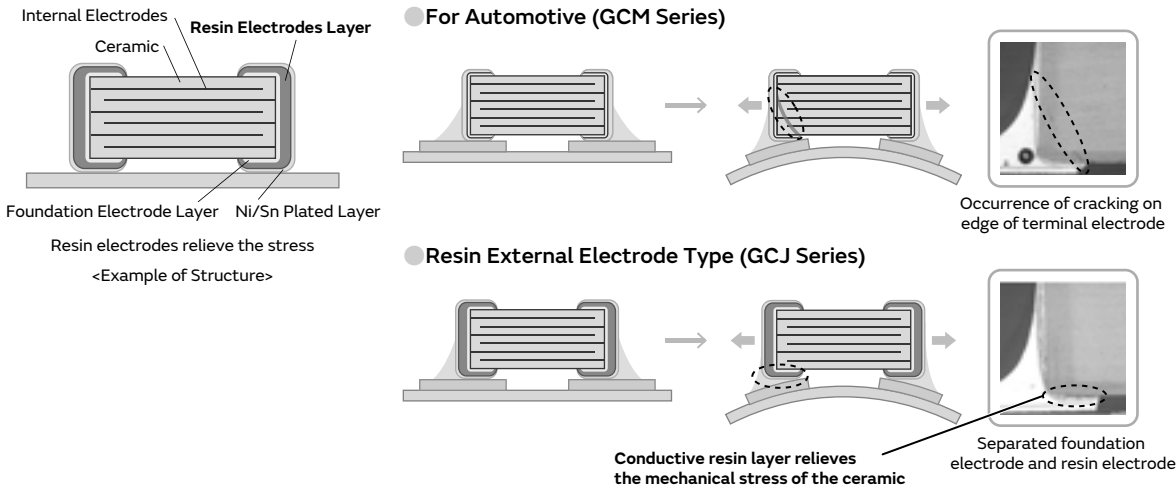 Internal Electrodes
Resin Electrodes Layer
Ceramic
Foundation Electrode Layer
Ni/Sn Plated Layer
Resin electrodes relieve the stress
<Example of Structure>
For Automotive (GCM Series)
Occurrence of cracking on
edge of terminal electrode
Resin External Electrode Type (GCJ Series)
Conductive resin layer relieves
the mechanical stress of the ceramic
Separated foundation
electrode and resin electrode